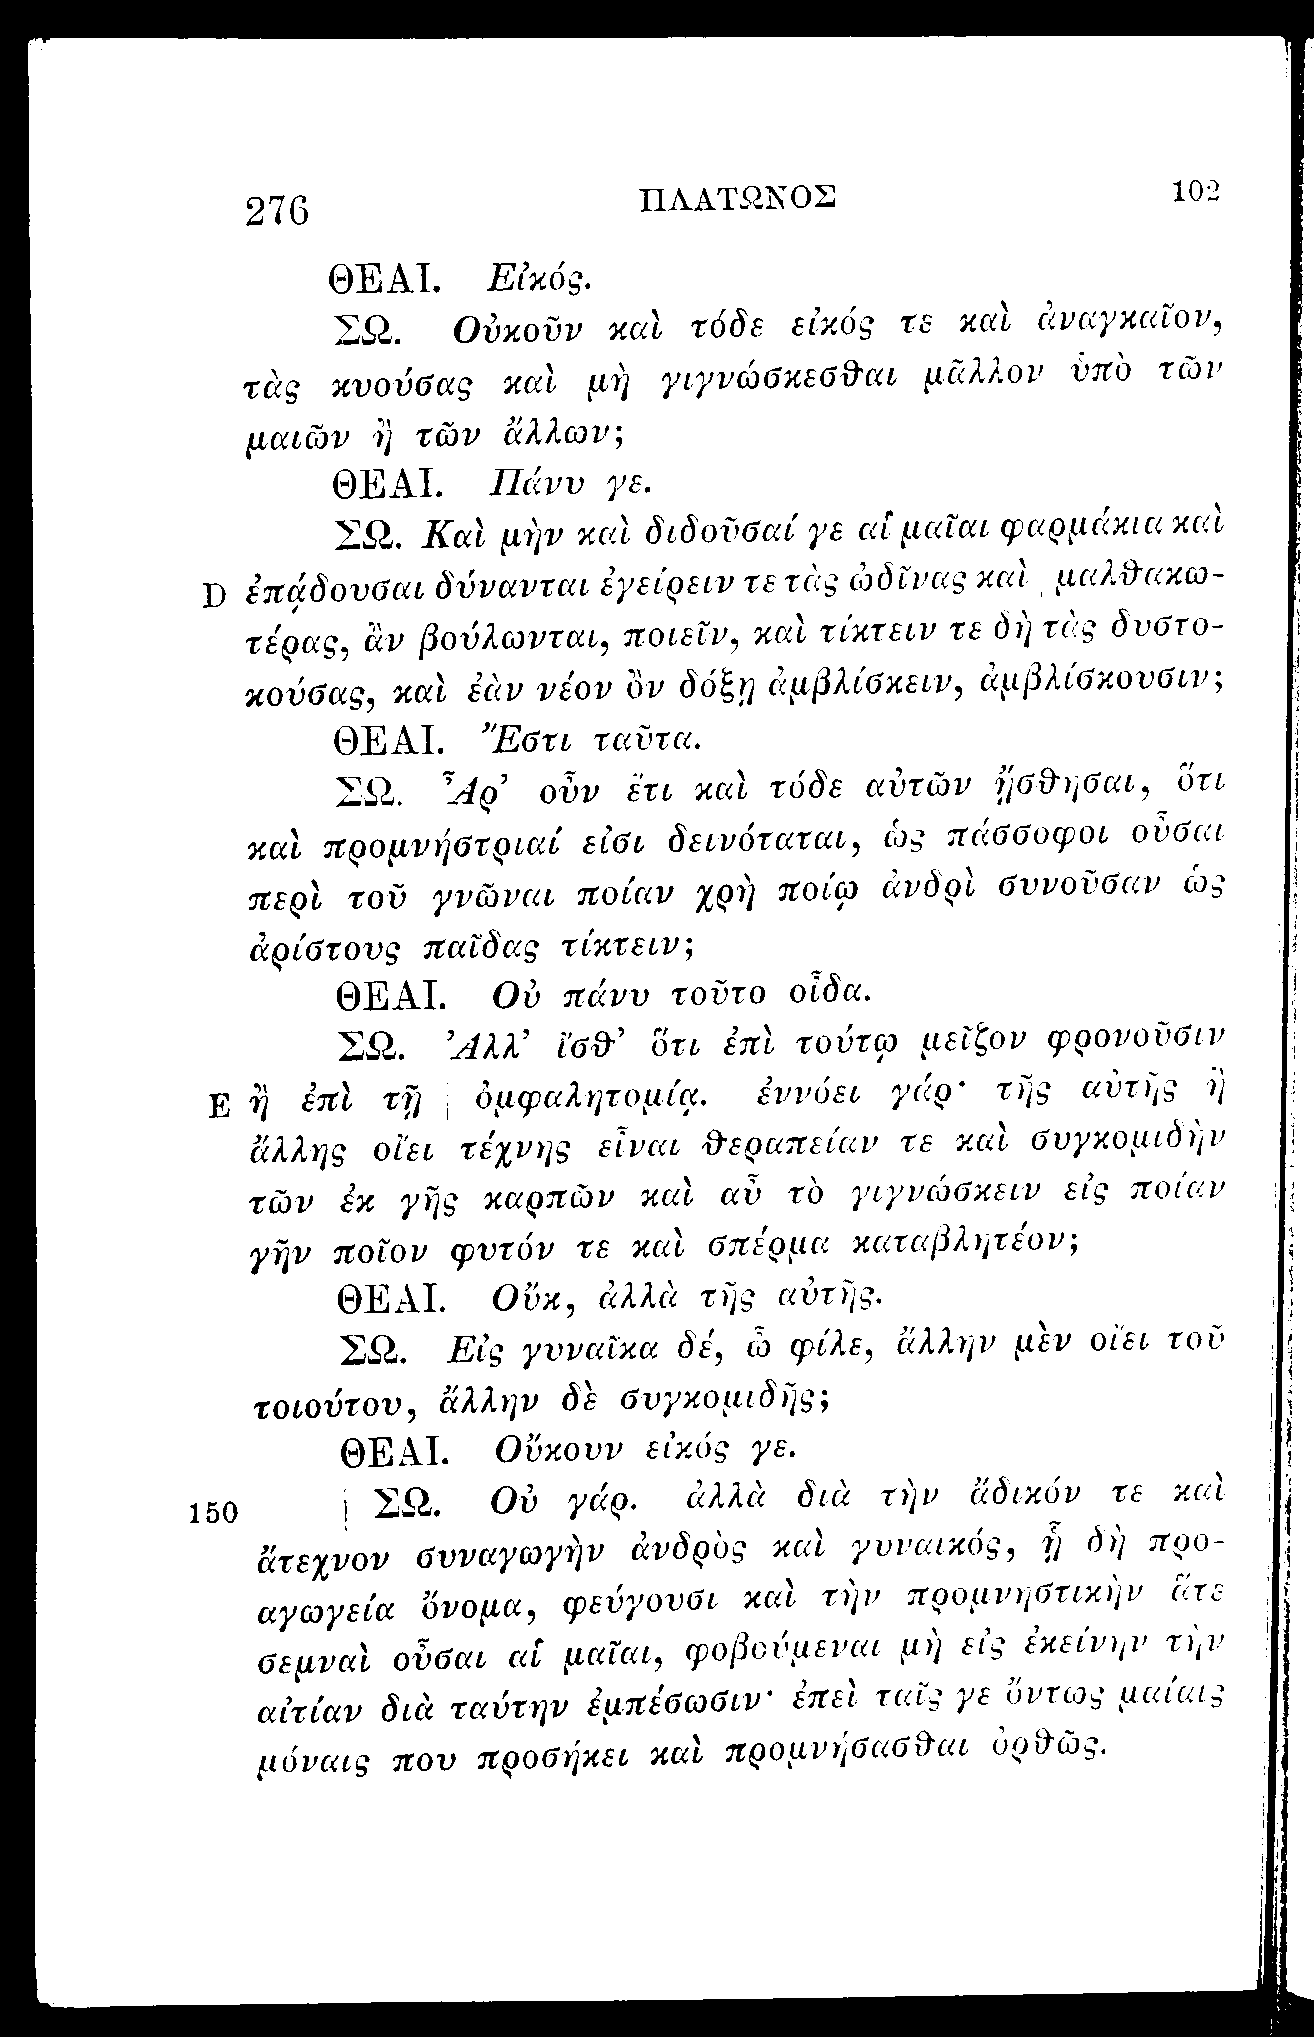 276 ΠΛΑΤΩΝΟΣ 102
ΘΕΑΙ. Εἰκός.
ΣΩ. Οὐκοῦν καὶ τόδε εἰκός τε καὶ ἀναγκαῖον,
τὰς κυούσας καὶ μὴ γιγνώσκεσθαι μᾶλλον ὑπὸ τῶν
μαιῶν ἢ τῶν ἄλλων;
ΘΕΑΙ. Πάνυ γε.
ΣΩ. Καὶ μὴν καὶ διδοῦσαί γε αἱ μαῖαι φαρμάκια καὶ
D ἐπᾴδουσαι δύνανται ἐγείρειν τε τὰς ὠδῖνας καὶ | μαλθακω-
τέρας, ἂν βούλωνται, ποιεῖν, καὶ τίκτειν τε δὴ τὰς δυστο-
κούσας, καὶ ἐὰν νέον ὂν δόξῃ ἀμβλίσκειν, ἀμβλίσκουσιν;
ΘΕΑΙ. Ἔστι ταῦτα.
ΣΩ. Ἆρ’ οὖν ἔτι καὶ τόδε αὐτῶν ᾔσθησαι, ὅτι
καὶ προμνήστριαί εἰσι δεινόταται, ὡς πάσσοφοι οὖσαι
περὶ τοῦ γνῶναι ποίαν χρὴ ποίῳ ἀνδρὶ συνοῦσαν ὡς
ἀρίστους παῖδας τίκτειν;
ΘΕΑΙ. Οὐ πάνυ τοῦτο οἶδα.
ΣΩ. Ἀλλ’ ἴσθ’ ὅτι ἐπὶ τούτῳ μεῖζον φρονοῦσιν
E ἢ ἐπὶ τῇ | ὀμφαλητομίᾳ. ἐννόει γάρ· τῆς αὐτῆς ἢ
ἄλλης οἴει τέχνης εἶναι θεραπείαν τε καὶ συγκομιδὴν
τῶν ἐκ γῆς καρπῶν καὶ αὖ τὸ γιγνώσκειν εἰς ποίαν
γῆν ποῖον φυτόν τε καὶ σπέρμα καταβλητέον;
ΘΕΑΙ. Οὔκ, ἀλλὰ τῆς αὐτῆς.
ΣΩ. Εἰς γυναῖκα δέ, ὦ φίλε, ἄλλην μὲν οἴει τοῦ
τοιούτου, ἄλλην δὲ συγκομιδῆς;
ΘΕΑΙ. Οὔκουν εἰκός γε.
150 | ΣΩ. Οὐ γάρ. ἀλλὰ διὰ τὴν ἄδικόν τε καὶ
ἄτεχνον συναγωγὴν ἀνδρὸς καὶ γυναικός, ᾗ δὴ προ-
αγωγεία ὄνομα, φεύγουσι καὶ τὴν προμνηστικὴν ἅτε
σεμναὶ οὖσαι αἱ μαῖαι, φοβούμεναι μὴ εἰς ἐκείνην τὴν
αἰτίαν διὰ ταύτην ἐμπέσωσιν· ἐπεὶ ταῖς γε ὄντως μαίαις
μόναις που προσήκει καὶ προμνήσασθαι ὀρθῶς.